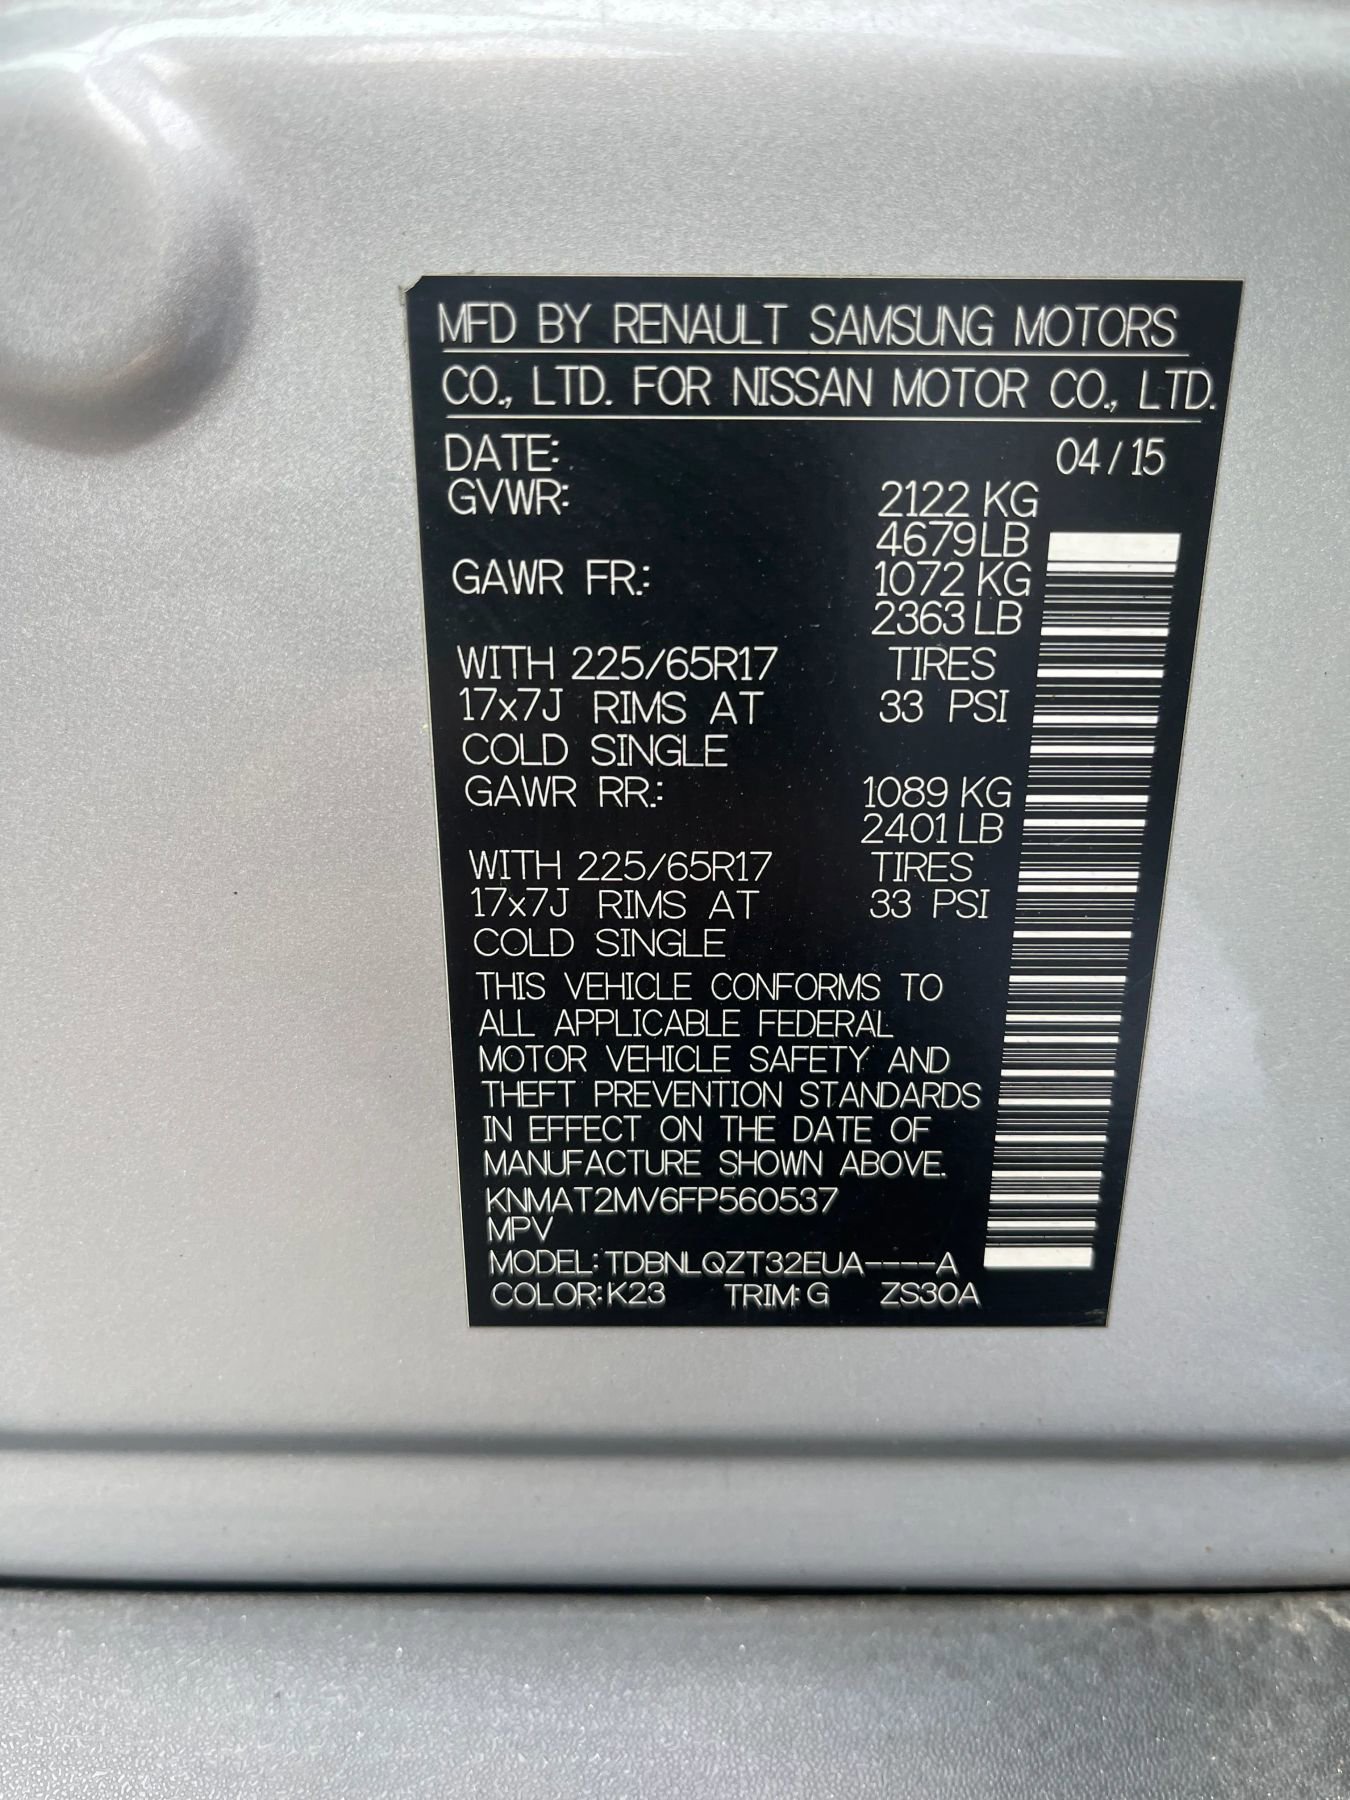 MFD BY RENAULT SAMSUNG MOTORS
CO., LTD. FOR NISSAN MOTOR CO., LTD.
DATE: 04/15
GVWR: 2122 KG
4679 LB
GAWR FR.: 1072 KG
2363 LB
WITH 225/65R17 TIRES
17x7J RIMS AT 33 PSI
COLD SINGLE
GAWR RR.: 1089 KG
2401 LB
WITH 225/65R17 TIRES
17x7J RIMS AT 33 PSI
COLD SINGLE
THIS VEHICLE CONFORMS TO
ALL APPLICABLE FEDERAL
MOTOR VEHICLE SAFETY AND
THEFT PREVENTION STANDARDS
IN EFFECT ON THE DATE OF
MANUFACTURE SHOWN ABOVE.
KNMAT2MV6FP560537
MPV
MODEL: TDBNLQZT32EUA----A
COLOR: K23 TRIM: G ZS30A